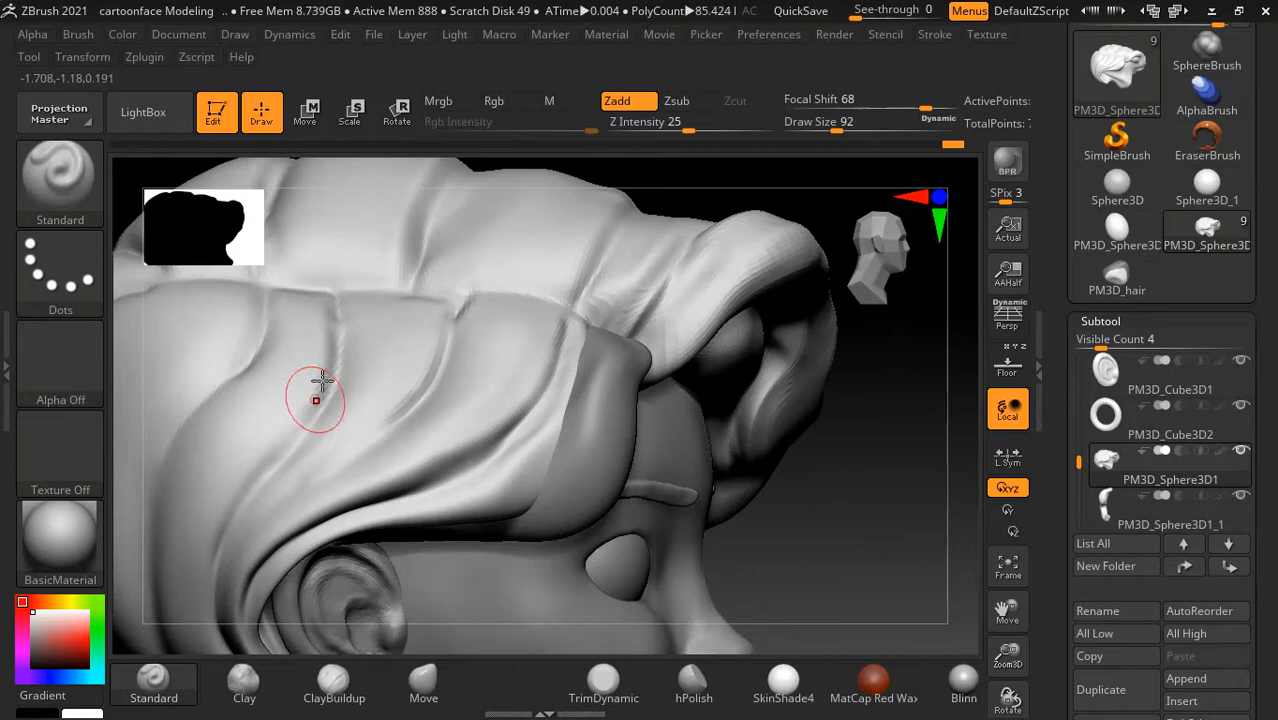 ZBrush 2021 cartoonface Modeling .. • Free Mem 8.739GB • Active Mem 888 • Scratch Disk 49 • ATime▶0.004 • PolyCount▶85.424 K AC QuickSave See-through 0 Menus DefaultZScript
Alpha Brush Color Document Draw Dynamics Edit File Layer Light Macro Marker Material Movie Picker Preferences Render Stencil Stroke Texture
Tool Transform Zplugin Zscript Help
-1.708,-1.18,0.191
Projection Master
LightBox
Edit
Draw
Move
Scale
Rotate
Mrgb Rgb M
Rgb Intensity
Zadd Zsub Zcut
Z Intensity 25
Focal Shift 68
Draw Size 92
Dynamic
ActivePoints:
TotalPoints: 7
Standard
Dots
Alpha Off
Texture Off
BasicMaterial
Gradient
BPR
SPix 3
Actual
AAHalf
Dynamic
Persp
X Y Z
Floor
Local
L.Sym
XYZ
Y
Z
Frame
Move
Zoom3D
Rotate
9
PM3D_Sphere3D
SphereBrush
AlphaBrush
SimpleBrush EraserBrush
Sphere3D Sphere3D_1
9
PM3D_Sphere3D PM3D_Sphere3D
PM3D_hair
Subtool
Visible Count 4
PM3D_Cube3D1
PM3D_Cube3D2
PM3D_Sphere3D1
PM3D_Sphere3D1_1
List All
New Folder
Rename AutoReorder
All Low All High
Copy Paste
Duplicate Append
Insert
Standard Clay ClayBuildup Move TrimDynamic hPolish SkinShade4 MatCap Red Wax Blinn